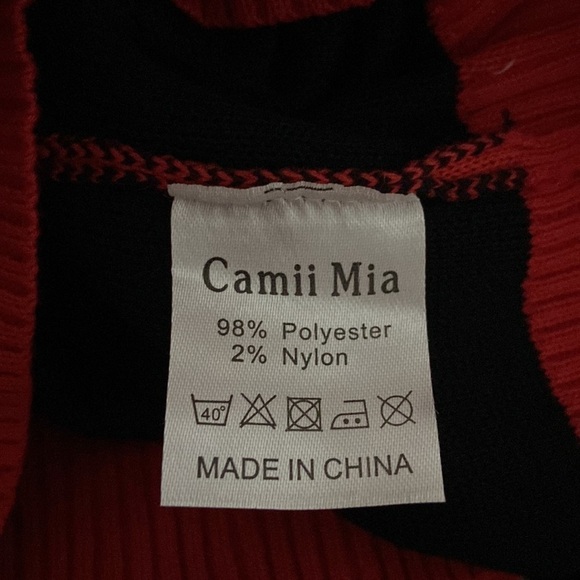 Camii Mia
98% Polyester
2% Nylon
40°
MADE IN CHINA